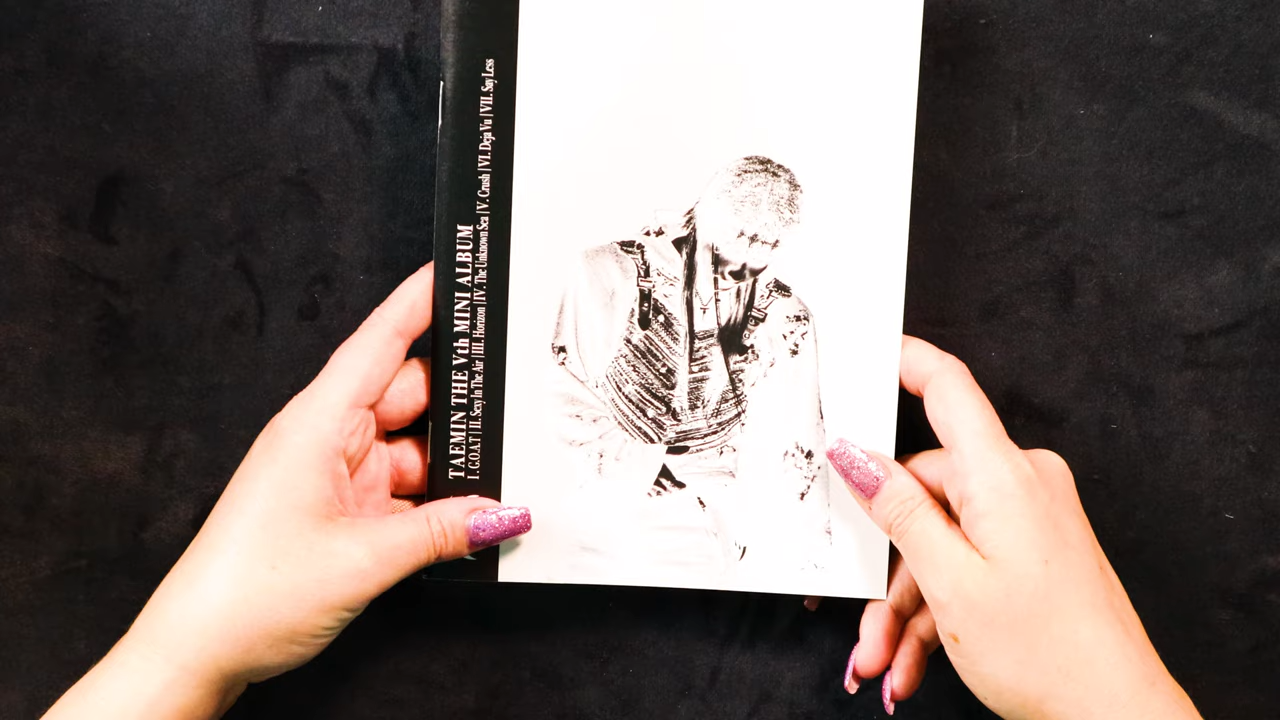 TAEMIN THE Vth MINI ALBUM
I. G.O.A.T | II. Sexy In The Air | III. Horizon | IV. The Unknown Sea | V. Crush | VI. Deja Vu | VII. Say Less